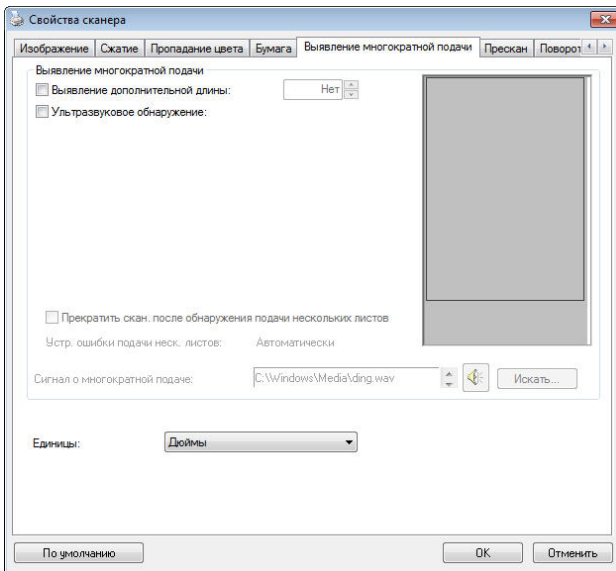 Свойства сканера
Изображение Сжатие Пропадание цвета Бумага Выявление многократной подачи Прескан Поворот
Выявление многократной подачи
Выявление дополнительной длины: Нет
Ультразвуковое обнаружение:
Прекратить скан. после обнаружения подачи нескольких листов
Устр. ошибки подачи неск. листов: Автоматически
Сигнал о многократной подаче: C:\Windows\Media\ding.wav Искать...
Единицы: Дюймы
По умолчанию OK Отменить